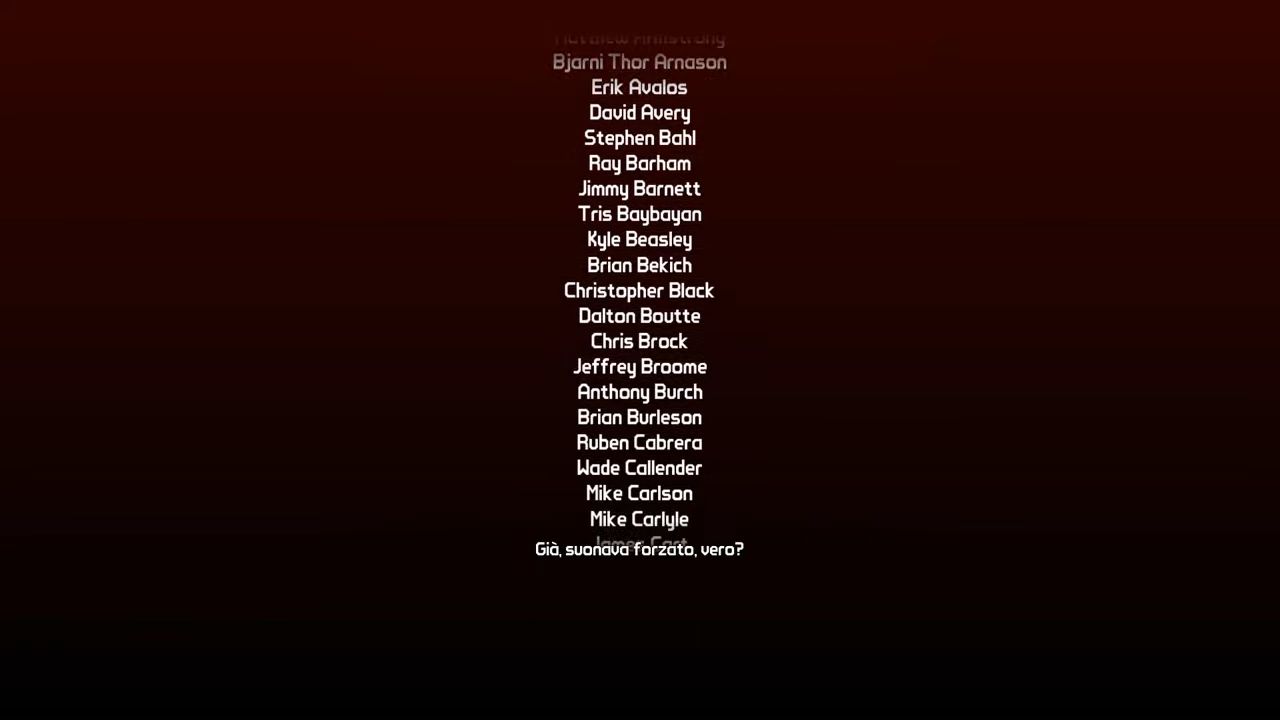 Matthew Armstrong
Bjarni Thor Arnason
Erik Avalos
David Avery
Stephen Bahl
Ray Barham
Jimmy Barnett
Tris Baybayan
Kyle Beasley
Brian Bekich
Christopher Black
Dalton Boutte
Chris Brock
Jeffrey Broome
Anthony Burch
Brian Burleson
Ruben Cabrera
Wade Callender
Mike Carlson
Mike Carlyle
Già, suonava forzato, vero?